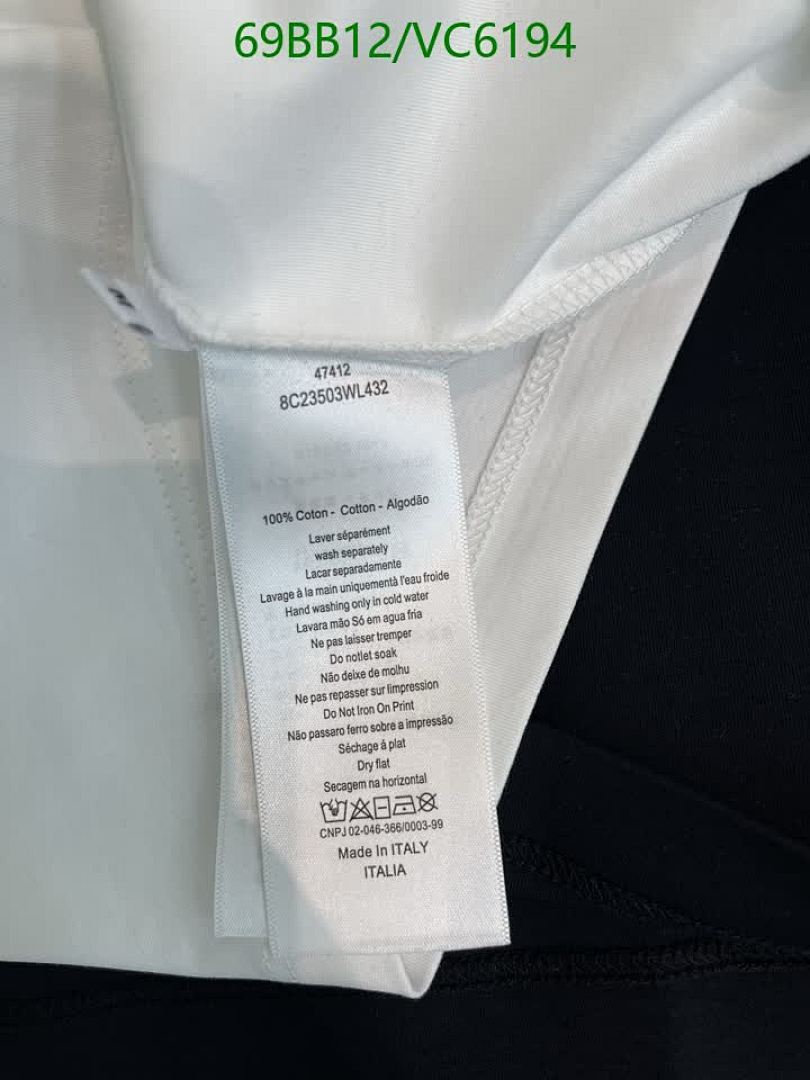 69BB12/VC6194
47412
8C23503WL432
100% Coton - Cotton - Algodão
Laver séparément
wash separately
Lacar separadamente
Lavage à la main uniquementà l'eau froide
Hand washing only in cold water
Lavara mão Só em agua fria
Ne pas laisser tremper
Do notlet soak
Não deixe de molhu
Ne pas repasser sur limpression
Do Not Iron On Print
Não passaro ferro sobre a impressão
Séchage á plat
Dry flat
Secagem na horizontal
CNPJ 02-046-366/0003-99
Made In ITALY
ITALIA